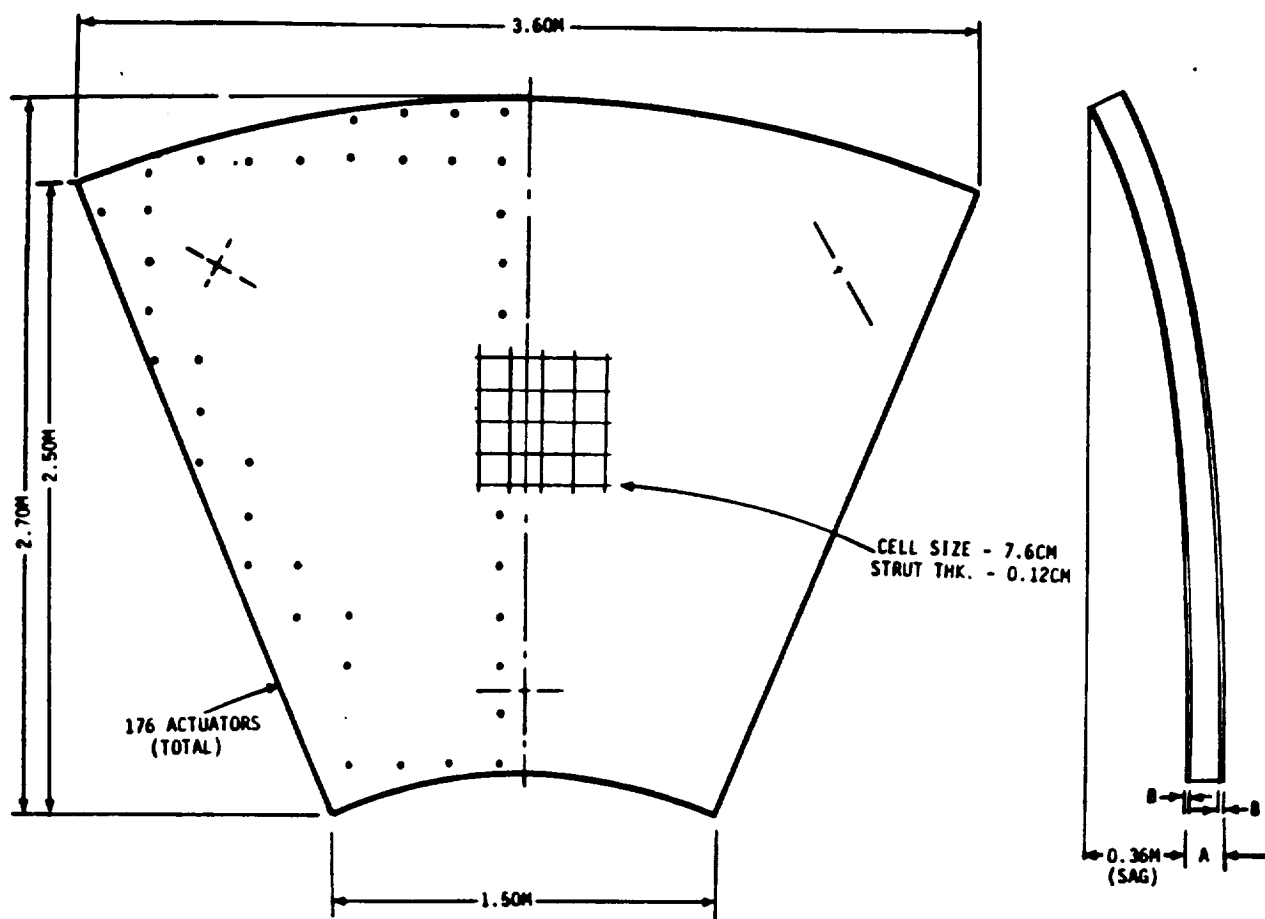 3.60M
2.70M
2.50M
CELL SIZE - 7.6CM
STRUT THK. - 0.12CM
176 ACTUATORS
(TOTAL)
B
B
0.36M
A
(SAG)
1.50M